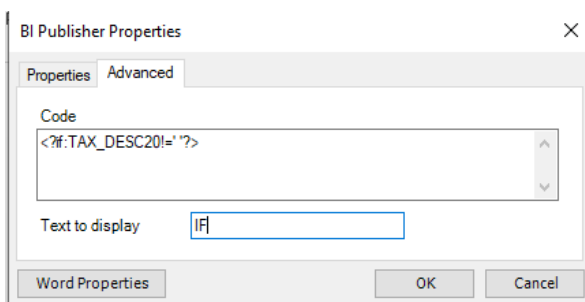 BI Publisher Properties
Properties Advanced
Code
<?if:TAX_DESC20!=' '?>
Text to display IF
Word Properties OK Cancel